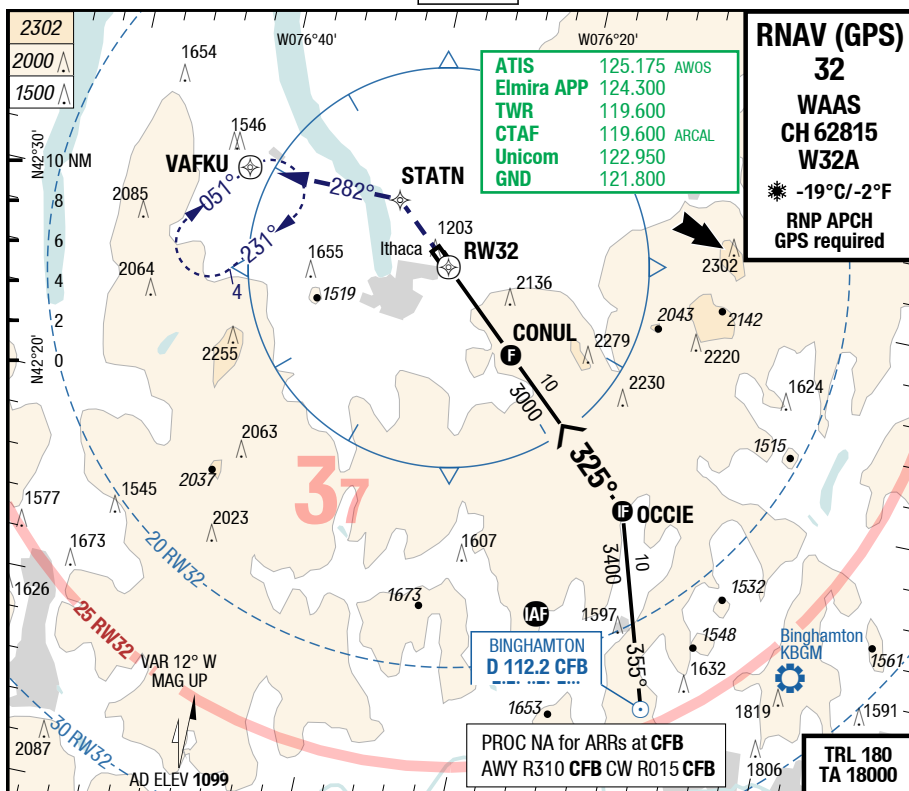 2302
2000
1500
W076°40'
W076°20'
RNAV (GPS)
32
WAAS
CH 62815
W32A
-19°C/-2°F
RNP APCH
GPS required
ATIS 125.175 AWOS
Elmira APP 124.300
TWR 119.600
CTAF 119.600 ARCAL
Unicom 122.950
GND 121.800
1654
N42°30'
1546
10 NM
VAFKU
051°
231°
4
282°
STATN
8
2085
6
1203
Ithaca
RW32
2302
2064
4
1655
1519
2136
2
2043
2142
N42°20'
0
2255
CONUL
F
2279
2220
10
3000
2230
1624
2063
2037
37
325°
1515
1577
1545
2023
IF
OCCIE
20 RW32
1673
1607
10
3400
1626
1673
IAF
1597
1532
25 RW32
BINGHAMTON
D 112.2 CFB
355°
1548
Binghamton
KBGM
1561
VAR 12° W
MAG UP
1632
1653
1819
1591
30 RW32
2087
PROC NA for ARRs at CFB
AWY R310 CFB CW R015 CFB
1806
AD ELEV 1099
TRL 180
TA 18000